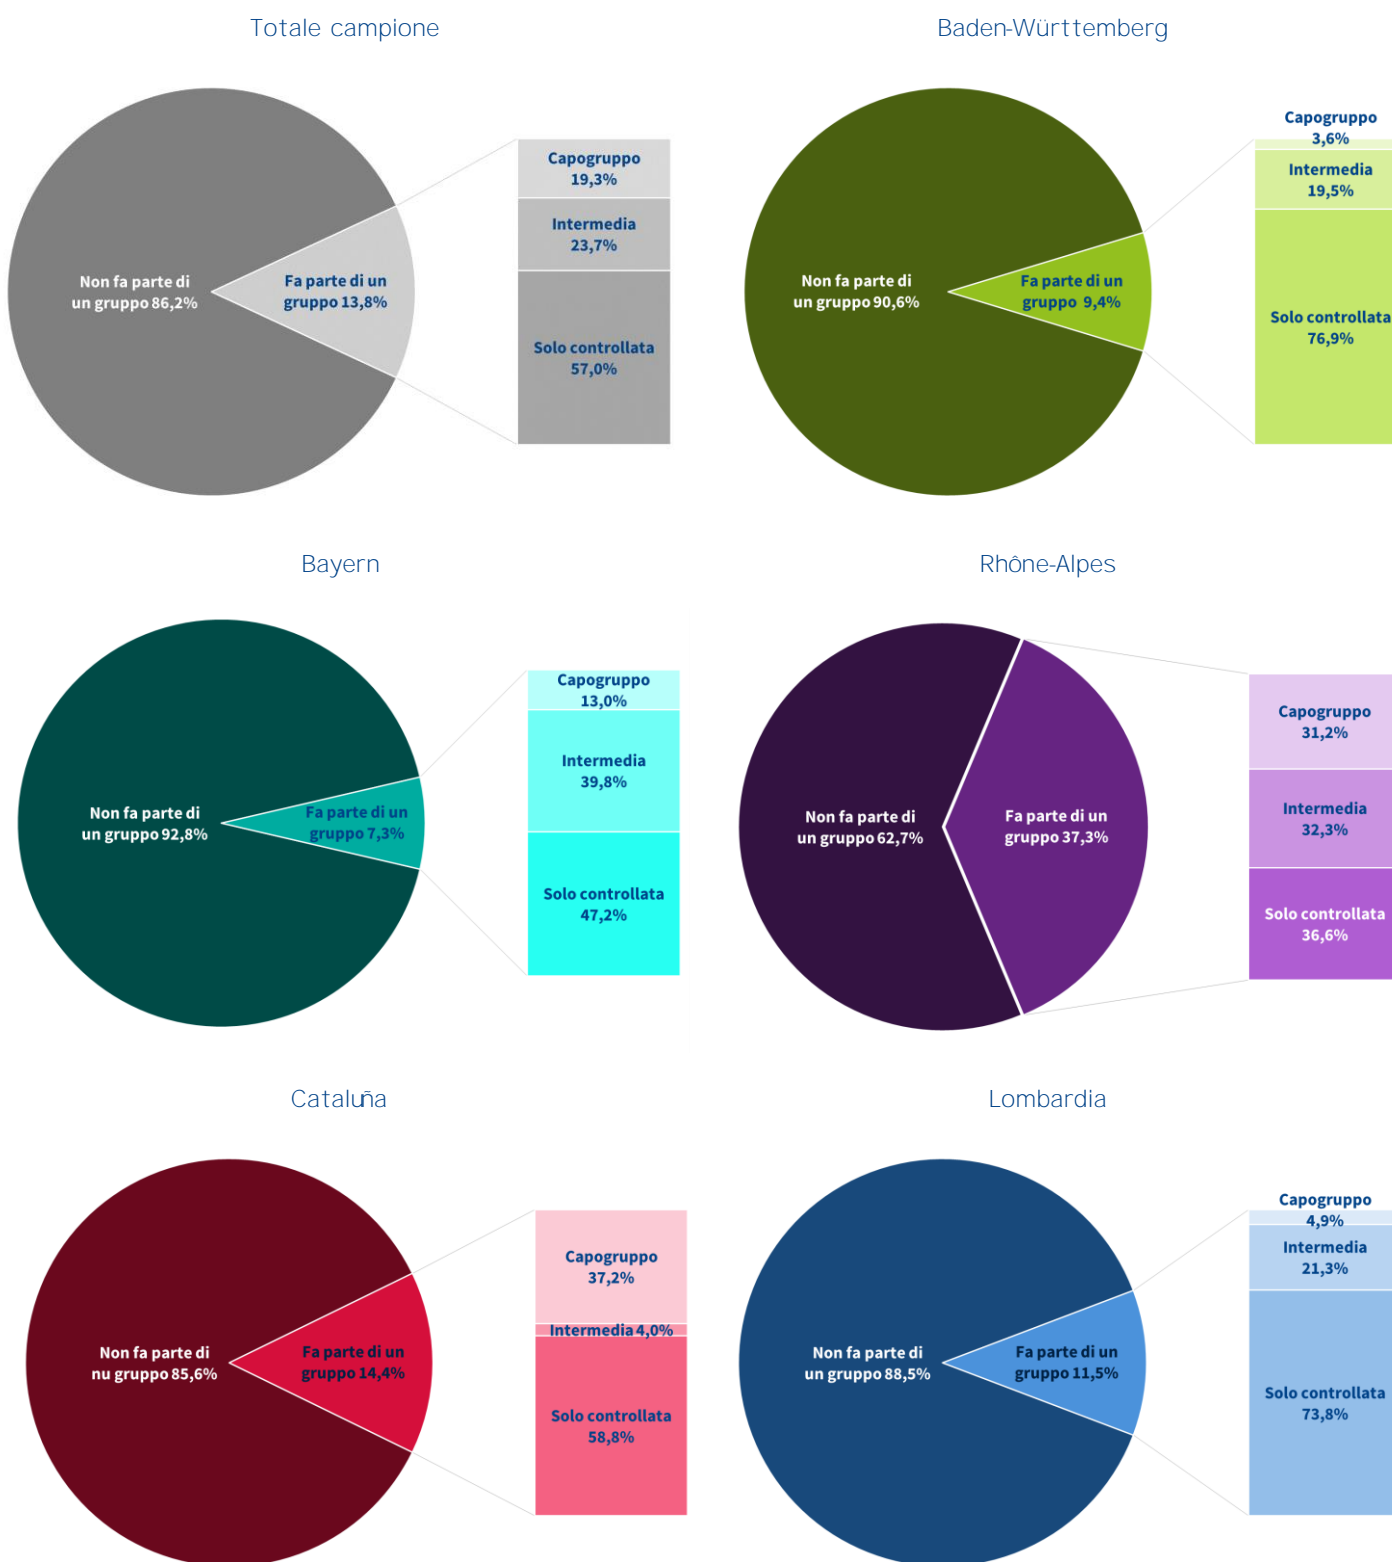 Totale campione
Non fa parte di
un gruppo 86,2%
Fa parte di un
gruppo 13,8%
Capogruppo
19,3%
Intermedia
23,7%
Solo controllata
57,0%
Baden-Württemberg
Non fa parte di
un gruppo 90,6%
Fa parte di un
gruppo 9,4%
Capogruppo
3,6%
Intermedia
19,5%
Solo controllata
76,9%
Bayern
Non fa parte di
un gruppo 92,8%
Fa parte di un
gruppo 7,3%
Capogruppo
13,0%
Intermedia
39,8%
Solo controllata
47,2%
Rhône-Alpes
Non fa parte di
un gruppo 62,7%
Fa parte di un
gruppo 37,3%
Capogruppo
31,2%
Intermedia
32,3%
Solo controllata
36,6%
Cataluña
Non fa parte di
nu gruppo 85,6%
Fa parte di un
gruppo 14,4%
Capogruppo
37,2%
Intermedia 4,0%
Solo controllata
58,8%
Lombardia
Non fa parte di
un gruppo 88,5%
Fa parte di un
gruppo 11,5%
Capogruppo
4,9%
Intermedia
21,3%
Solo controllata
73,8%